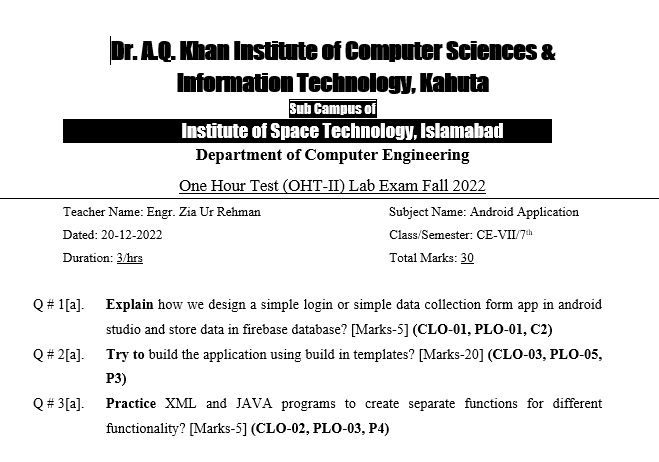 Dr. A.Q. Khan Institute of Computer Sciences &
Information Technology, Kahuta
Sub Campus of
Institute of Space Technology, Islamabad
Department of Computer Engineering
One Hour Test (OHT-II) Lab Exam Fall 2022
Teacher Name: Engr. Zia Ur Rehman Subject Name: Android Application
Dated: 20-12-2022 Class/Semester: CE-VII/7th
Duration: 3/hrs Total Marks: 30
Q # 1[a]. Explain how we design a simple login or simple data collection form app in android
studio and store data in firebase database? [Marks-5] (CLO-01, PLO-01, C2)
Q # 2[a]. Try to build the application using build in templates? [Marks-20] (CLO-03, PLO-05,
P3)
Q # 3[a]. Practice XML and JAVA programs to create separate functions for different
functionality? [Marks-5] (CLO-02, PLO-03, P4)